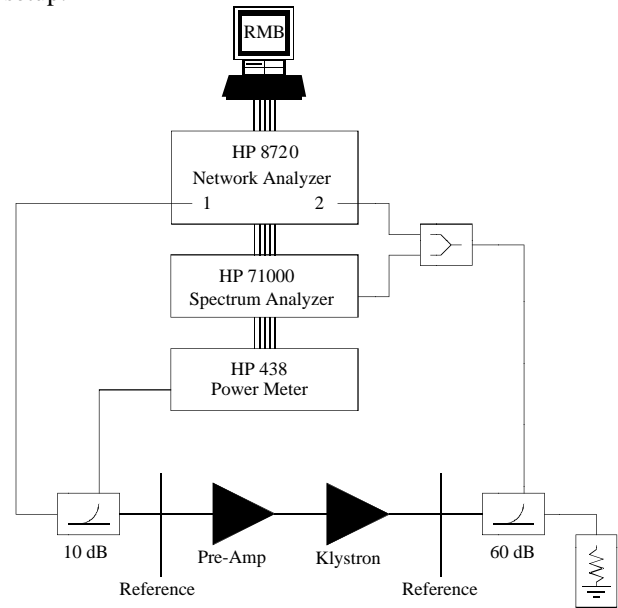 setup.
RMB
HP 8720
Network Analyzer
1 2
HP 71000
Spectrum Analyzer
HP 438
Power Meter
10 dB
Pre-Amp
Klystron
60 dB
Reference
Reference